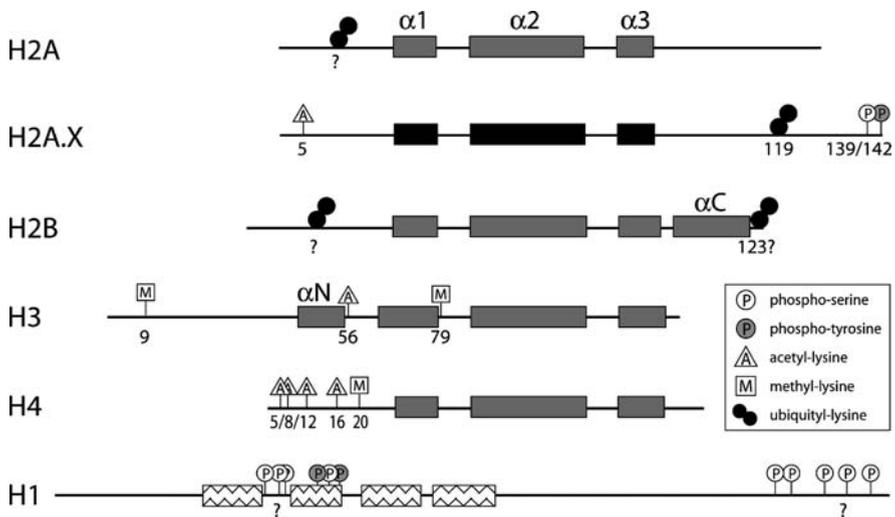 α1 α2 α3
H2A
?
H2A.X
A
P P
5 119 139/142
αC
H2B
? 123?
M
αN
A
M
H3
9 56 79
A A A A M
H4
5/8/12 16 20
P P P P P P P P P P P
H1
? ?
P phospho-serine
P phospho-tyrosine
A acetyl-lysine
M methyl-lysine
ubiquityl-lysine